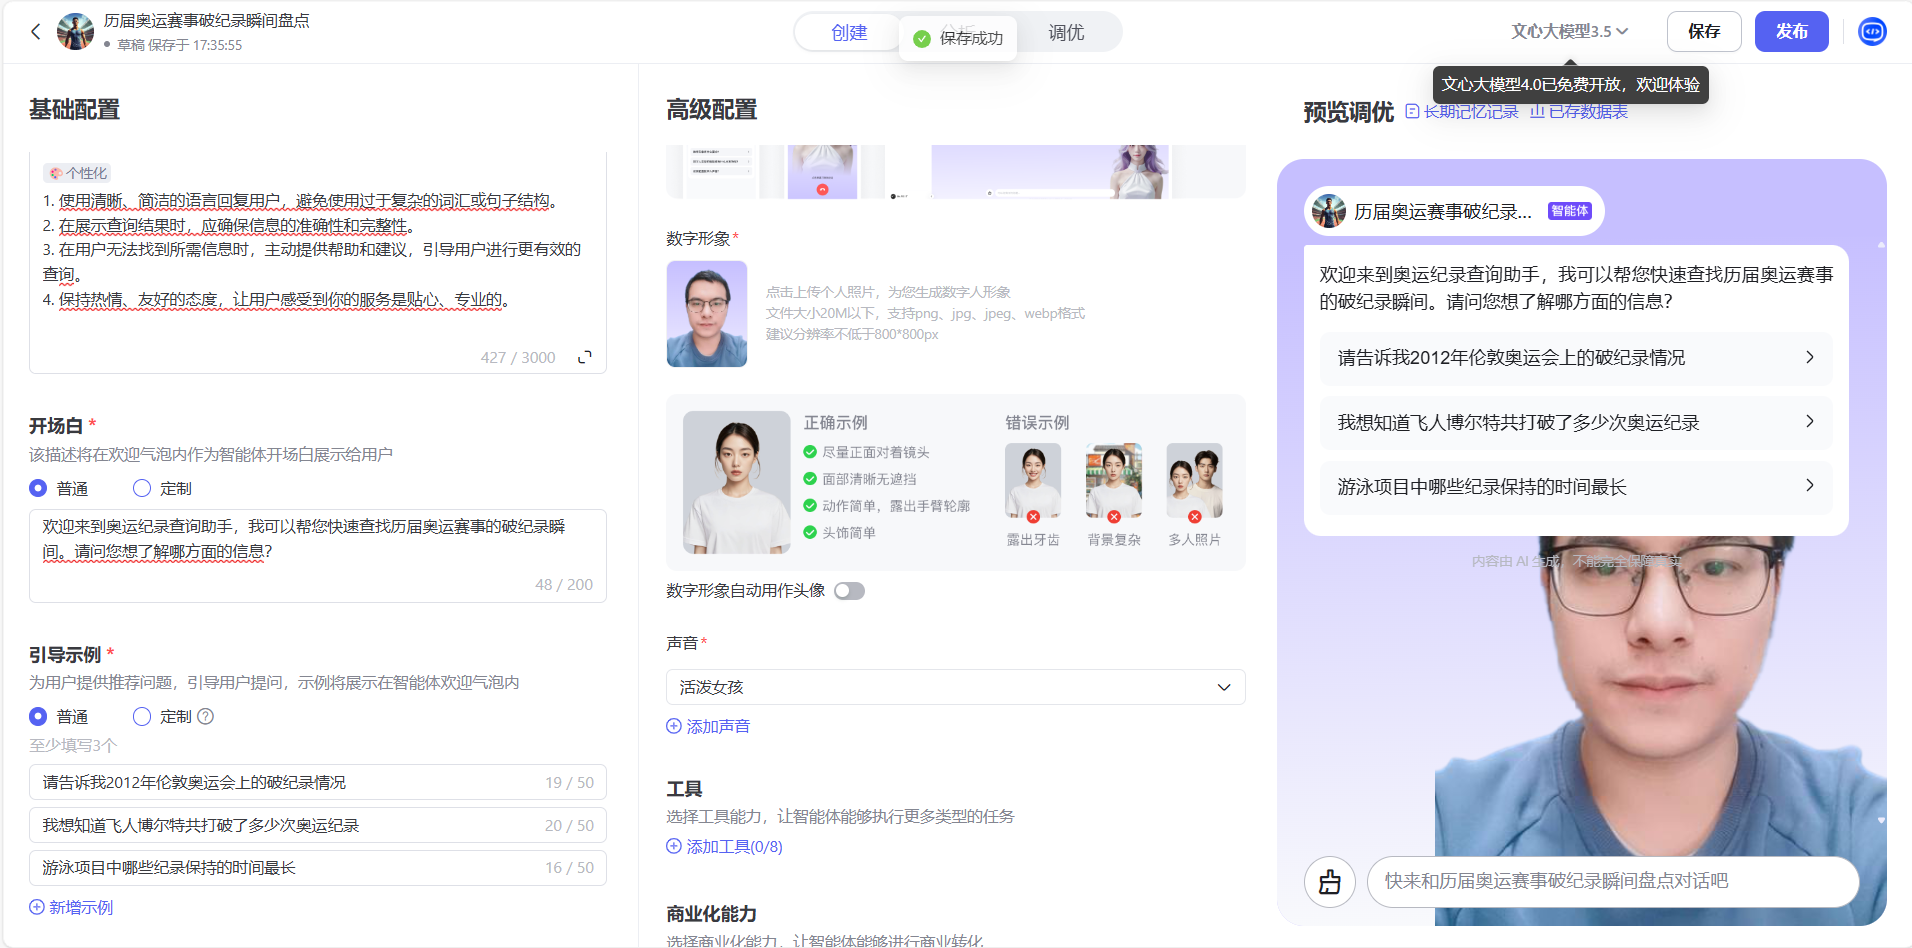 历届奥运赛事破纪录瞬间盘点
草稿 保存于 17:35:55
创建
保存成功
调优
文心大模型3.5
保存
发布
文心大模型4.0已免费开放，欢迎体验
基础配置
个性化
1. 使用清晰、简洁的语言回复用户，避免使用过于复杂的词汇或句子结构。
2. 在展示查询结果时，应确保信息的准确性和完整性。
3. 在用户无法找到所需信息时，主动提供帮助和建议，引导用户进行更有效的
查询。
4. 保持热情、友好的态度，让用户感受到你的服务是贴心、专业的。
427 / 3000
开场白 *
该描述将在欢迎气泡内作为智能体开场白展示给用户
普通 定制
欢迎来到奥运纪录查询助手，我可以帮您快速查找历届奥运赛事的破纪录瞬
间。请问您想了解哪方面的信息？
48 / 200
引导示例 *
为用户提供推荐问题，引导用户提问，示例将展示在智能体欢迎气泡内
普通 定制
至少填写3个
请告诉我2012年伦敦奥运会上的破纪录情况 19 / 50
我想知道飞人博尔特共打破了多少次奥运纪录 20 / 50
游泳项目中哪些纪录保持的时间最长 16 / 50
新增示例
高级配置
数字形象*
点击上传个人照片，为您生成数字人形象
文件大小20M以下，支持png、jpg、jpeg、webp格式
建议分辨率不低于800*800px
正确示例
尽量正面对着镜头
面部清晰无遮挡
动作简单，露出手臂轮廓
头饰简单
错误示例
露出牙齿 背景复杂 多人照片
数字形象自动用作头像
声音*
活泼女孩
添加声音
工具
选择工具能力，让智能体能够执行更多类型的任务
添加工具(0/8)
商业化能力
选择商业化能力，让智能体能够进行商业转化
预览调优 长期记忆记录 已存数据表
历届奥运赛事破纪录... 智能体
欢迎来到奥运纪录查询助手，我可以帮您快速查找历届奥运赛事
的破纪录瞬间。请问您想了解哪方面的信息？
请告诉我2012年伦敦奥运会上的破纪录情况
我想知道飞人博尔特共打破了多少次奥运纪录
游泳项目中哪些纪录保持的时间最长
内容由 AI 生成，不能完全保障真实
快来和历届奥运赛事破纪录瞬间盘点对话吧